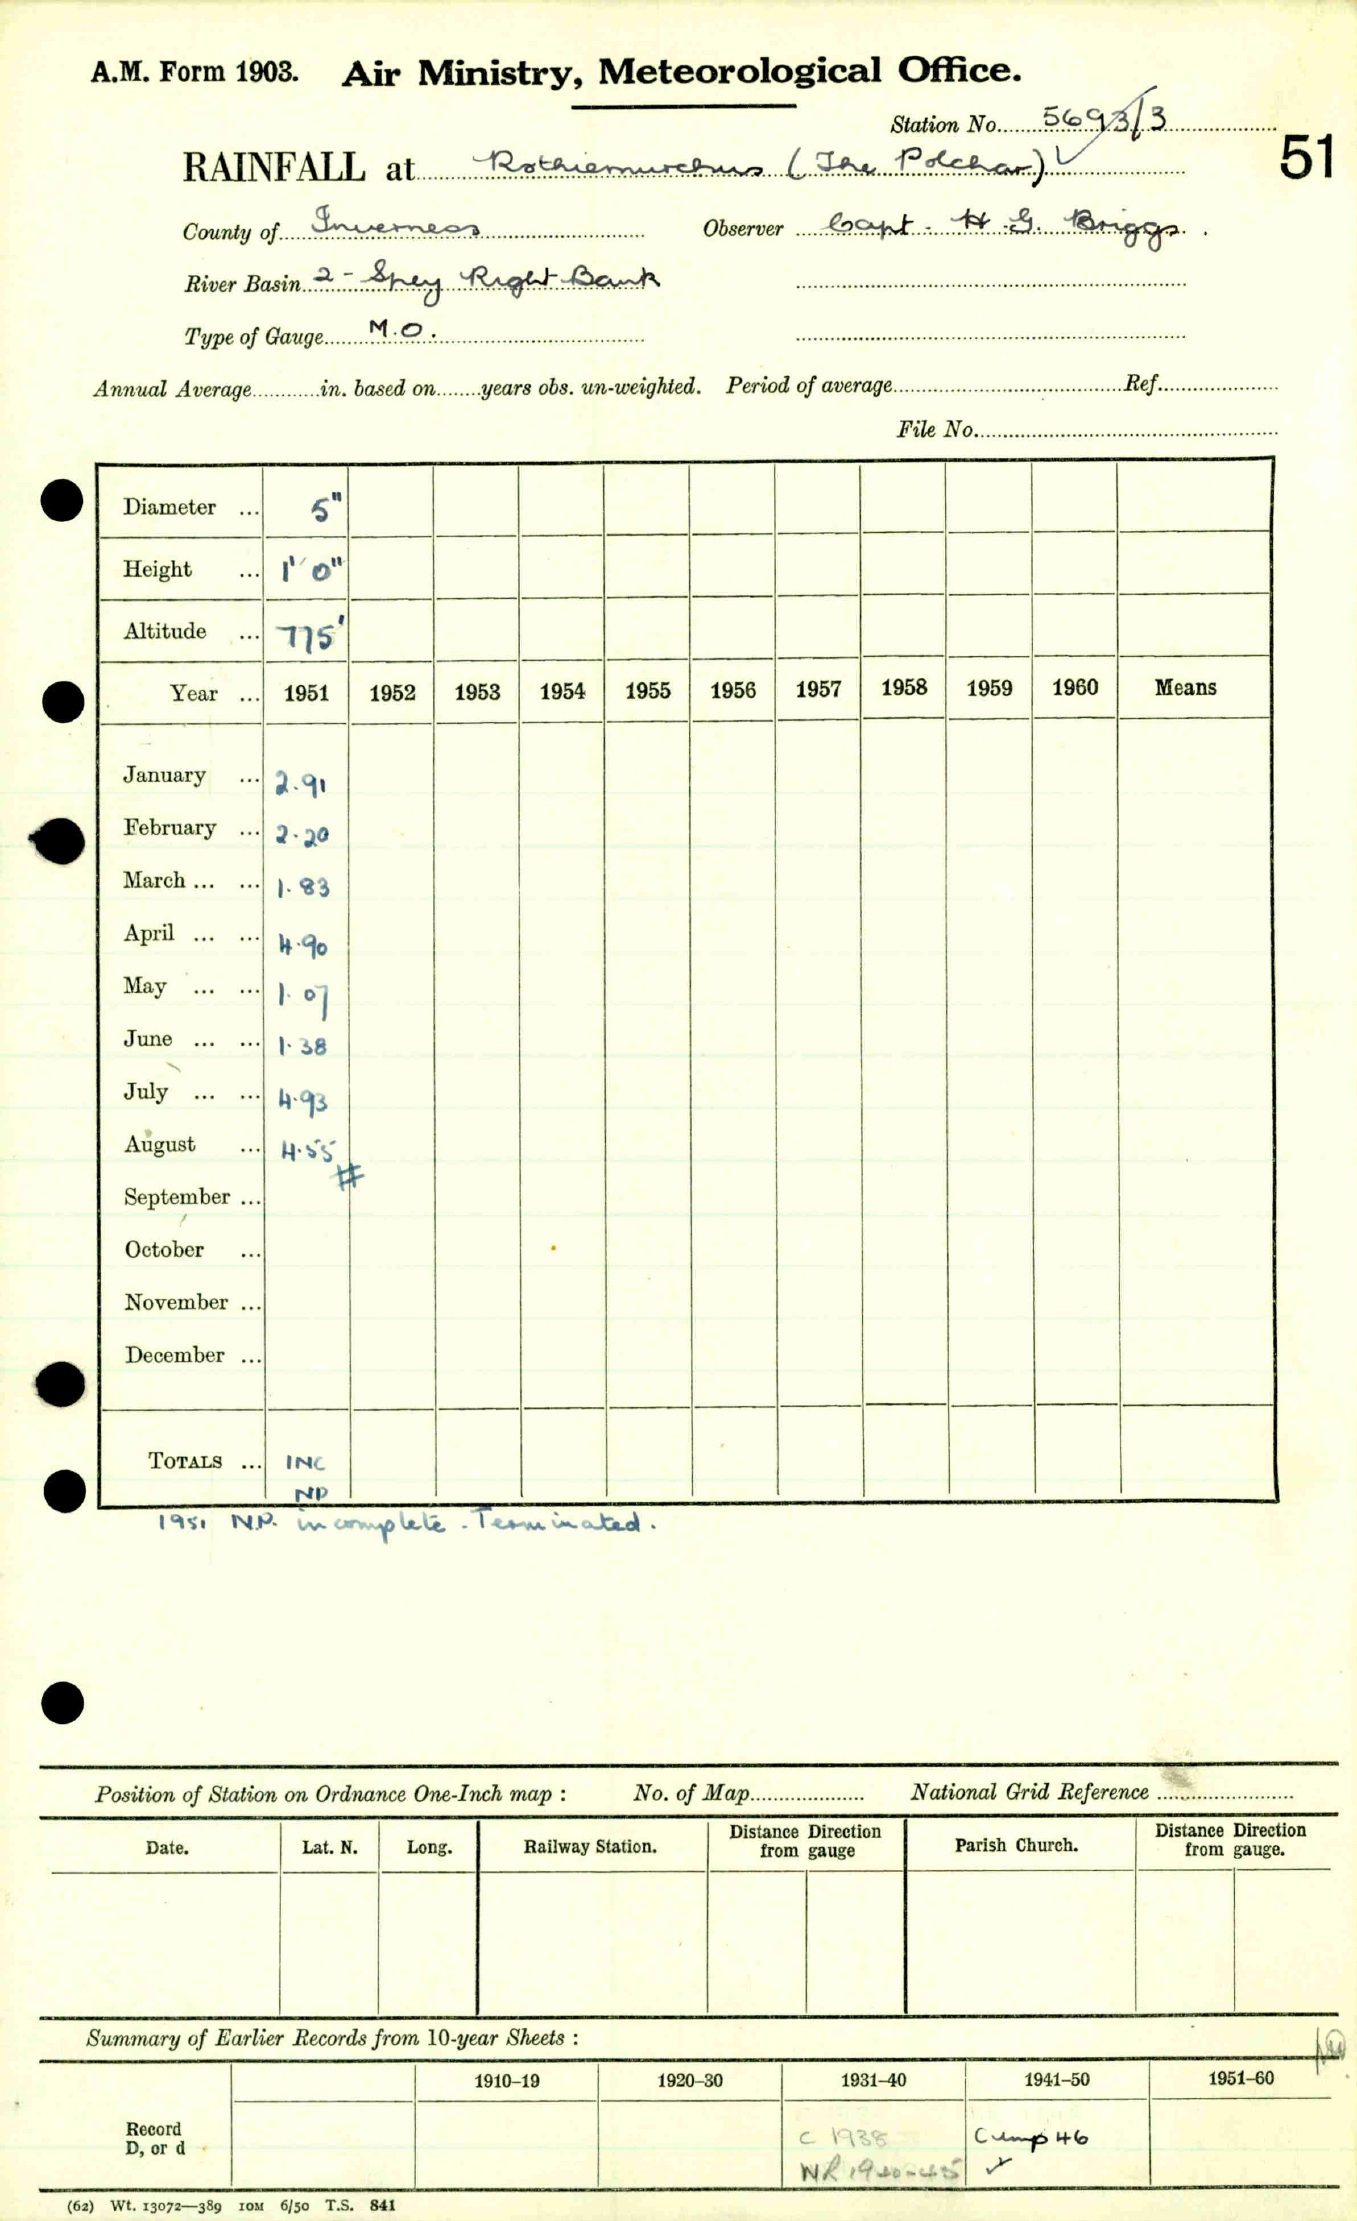 A.M. Form 1903. Air Ministry, Meteorological Office.
Station No. 5693/3
51
RAINFALL at Rothiemurchus (The Polchar) ✓
County of Inverness Observer Capt. H. G. Briggs.
River Basin 2 - Spey Right Bank
Type of Gauge M.O.
Annual Average in. based on years obs. un-weighted. Period of average Ref.
File No.
Diameter ... 5"
Height ... 1' 0"
Altitude ... 775'
Year ... 1951 1952 1953 1954 1955 1956 1957 1958 1959 1960 Means
January ... 2.91
February ... 2.20
March ... ... 1.83
April ... ... 4.90
May ... ... 1.07
June ... ... 1.38
July ... ... 4.93
August ... 4.55
#
September ...
October ...
November ...
December ...
TOTALS ... INC
NP
1951 N.P. incomplete. Terminated.
Position of Station on Ordnance One-Inch map : No. of Map National Grid Reference
Date. Lat. N. Long. Railway Station. Distance Direction from gauge Parish Church. Distance Direction from gauge.
Summary of Earlier Records from 10-year Sheets :
1910–19 1920–30 1931–40 1941–50 1951–60
Record
D, or d
C 1938 Cump 46
NR 1940-45 ✓
(62) Wt. 13072—389 10M 6/50 T.S. 841